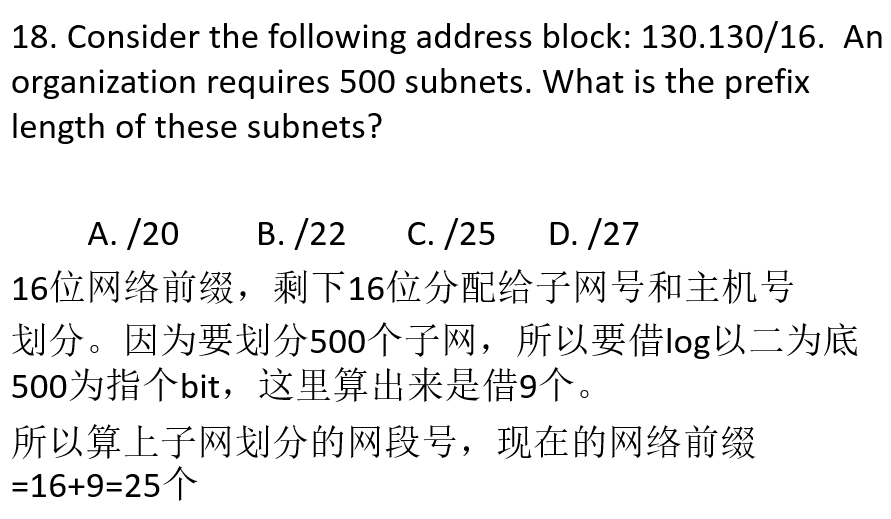 18. Consider the following address block: 130.130/16.  An
organization requires 500 subnets. What is the prefix
length of these subnets?
A. /20 B. /22 C. /25 D. /27
16位网络前缀，剩下16位分配给子网号和主机号
划分。因为要划分500个子网，所以要借log以二为底
500为指个bit，这里算出来是借9个。
所以算上子网划分的网段号，现在的网络前缀
=16+9=25个